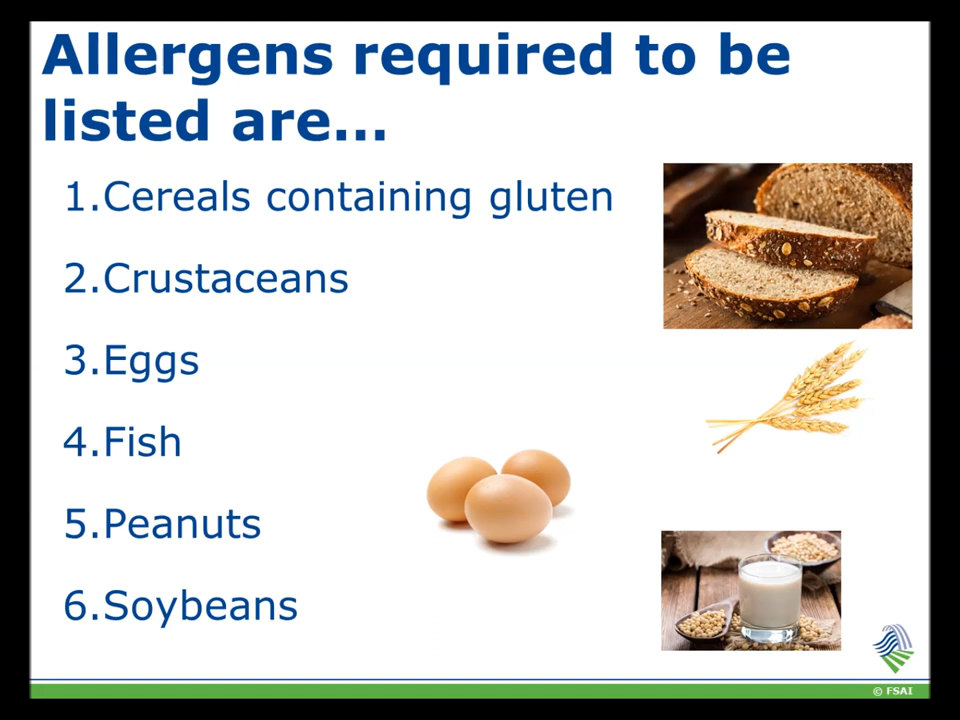 Allergens required to be
listed are...
1.Cereals containing gluten
2.Crustaceans
3.Eggs
4.Fish
5.Peanuts
6.Soybeans
© FSAI